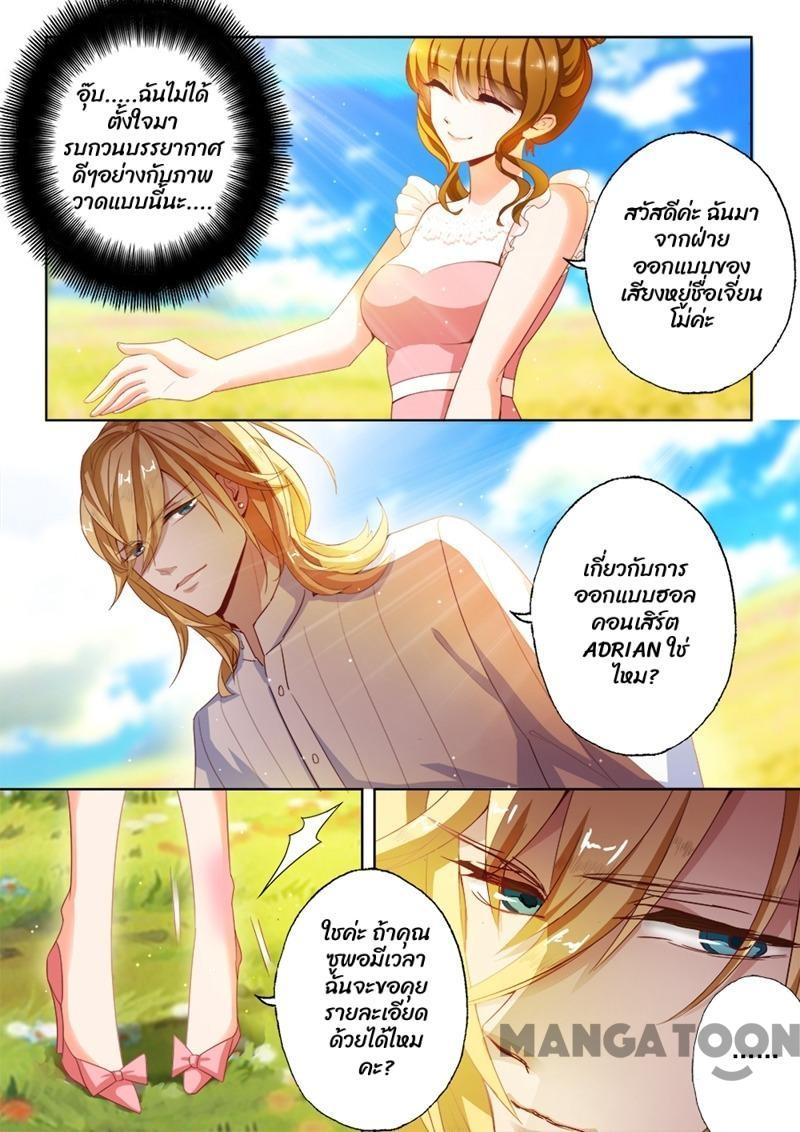 อุ๊บ.....ฉันไม่ได้
ตั้งใจมา
รบกวนบรรยากาศ
ดีๆอย่างกับภาพ
วาดแบบนี้นะ....
สวัสดีค่ะ ฉันมา
จากฝ่าย
ออกแบบของ
เสียงหยู่ชื่อเจี่ยน
โม่ค่ะ
เกี่ยวกับการ
ออกแบบฮอล
คอนเสิร์ต
ADRIAN ใช่
ไหม?
ใชค่ะ ถ้าคุณ
ซูพอมีเวลา
ฉันจะขอคุย
รายละเอียด
ด้วยได้ไหม
คะ?
......
MANGATOON